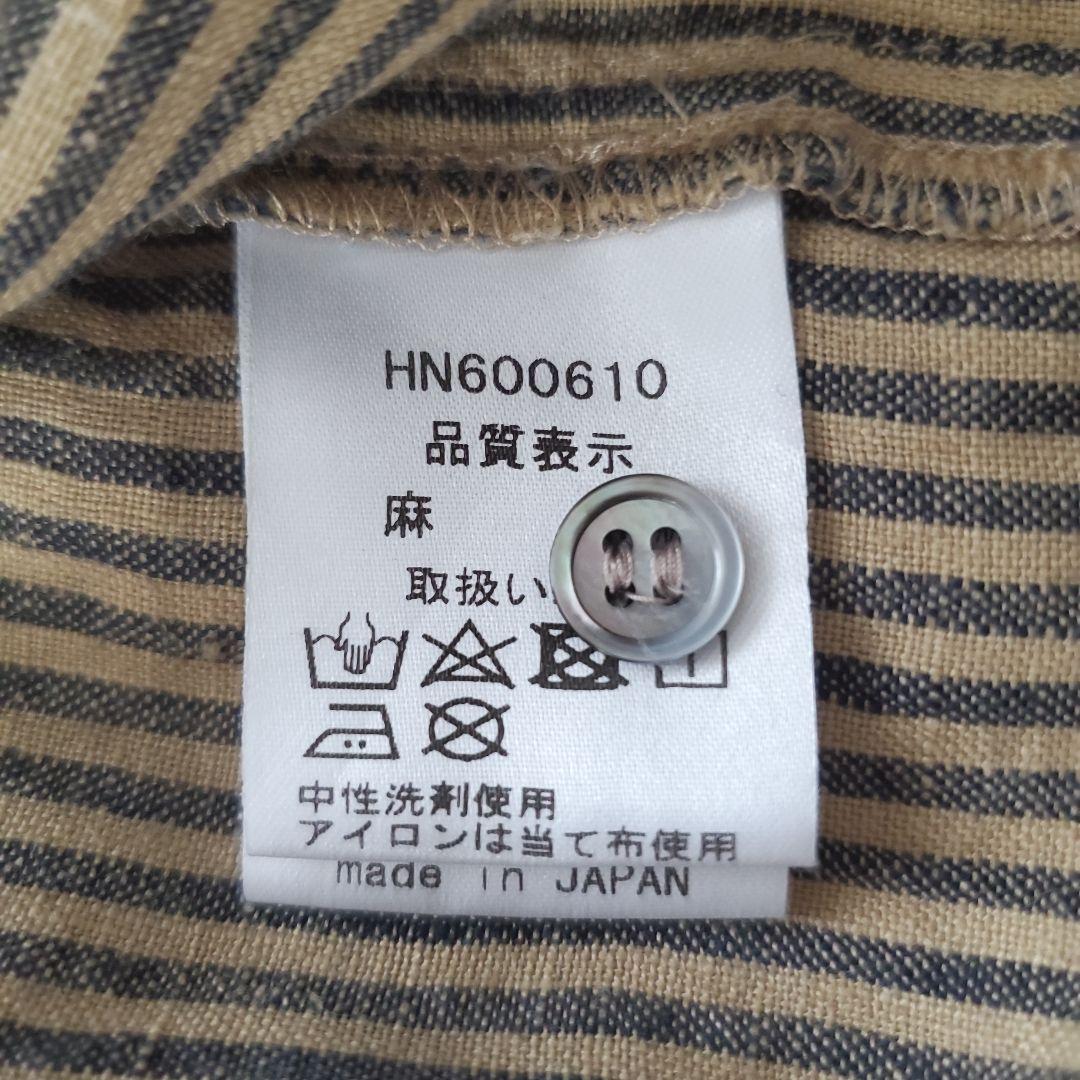 HN600610
品質表示
麻
取扱い
中性洗剤使用
アイロンは当て布使用
made in JAPAN